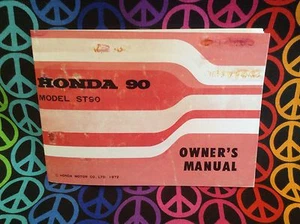 HONDA 90
MODEL ST90
OWNER'S
MANUAL